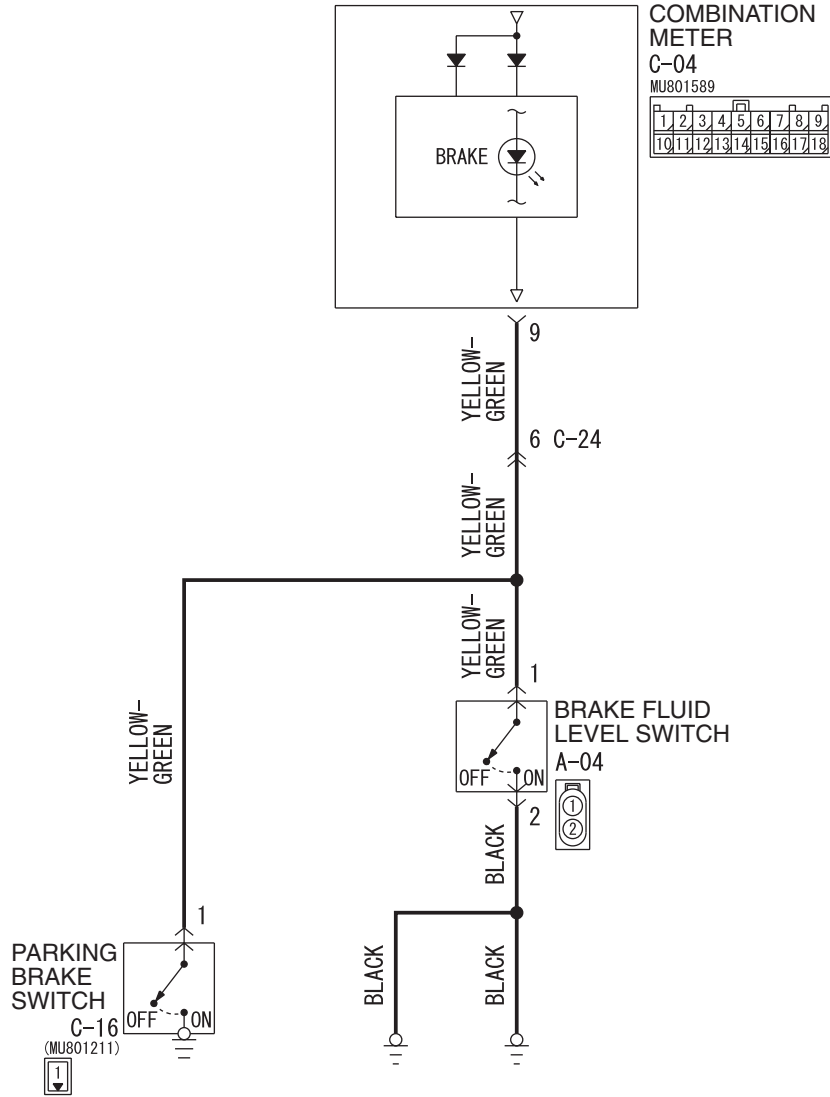 COMBINATION
METER
C-04
MU801589
1 2 3 4 5 6 7 8 9
10 11 12 13 14 15 16 17 18
BRAKE
9
YELLOW-
GREEN
6 C-24
YELLOW-
GREEN
YELLOW-
GREEN
1
BRAKE FLUID
LEVEL SWITCH
A-04
OFF ON
1
2
2
YELLOW-
GREEN
BLACK
1
PARKING
BRAKE
SWITCH
C-16
(MU801211)
1
OFF ON
BLACK
BLACK